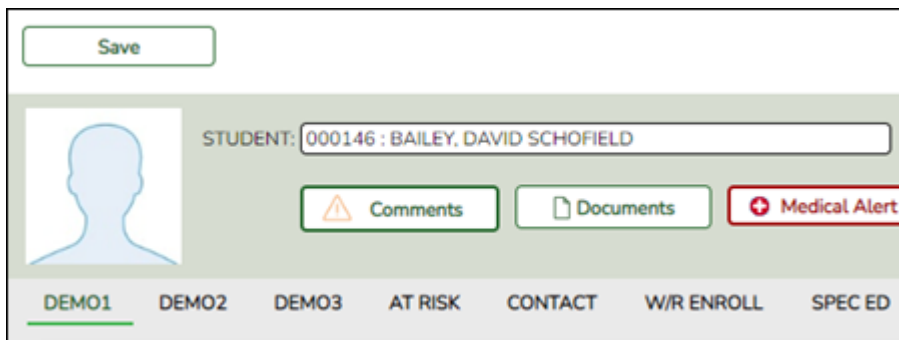 Save
STUDENT: 000146 : BAILEY, DAVID SCHOFIELD
Comments Documents Medical Alert
DEMO1 DEMO2 DEMO3 AT RISK CONTACT W/R ENROLL SPEC ED